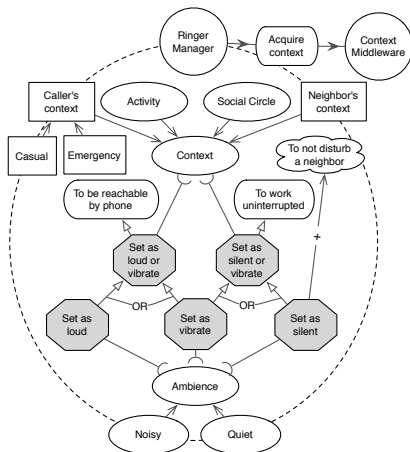 Ringer
Manager
Acquire
context
Context
Middleware
Caller's
context
Activity
Social Circle
Neighbor's
context
Casual
Emergency
Context
To not disturb
a neighbor
To be reachable
by phone
To work
uninterrupted
+
Set as
loud or
vibrate
Set as
silent or
vibrate
OR
OR
Set as
loud
Set as
vibrate
Set as
silent
Ambience
Noisy
Quiet